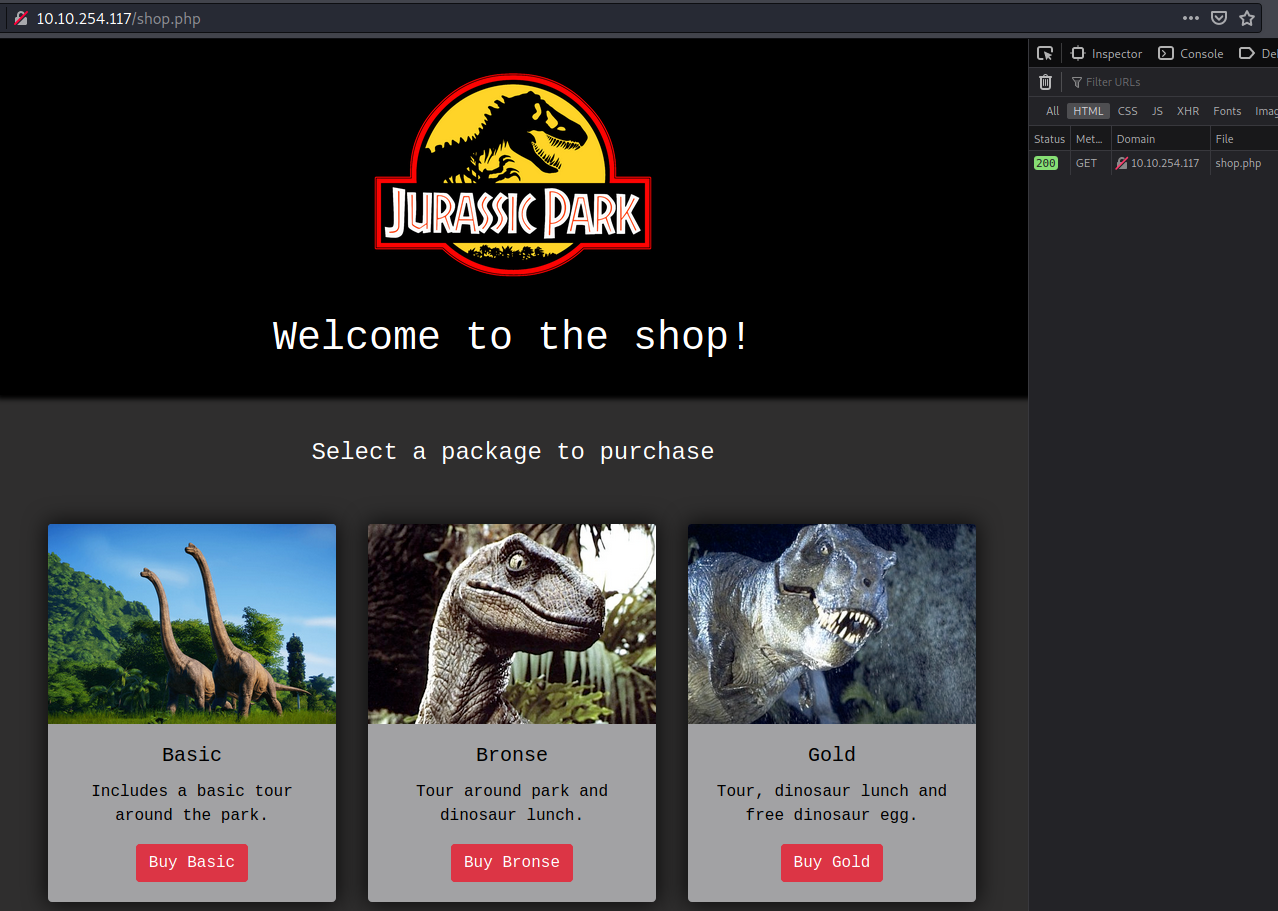 10.10.254.117/shop.php
Inspector Console De
Filter URLs
All HTML CSS JS XHR Fonts Imag
Status Met... Domain File
200 GET 10.10.254.117 shop.php
JURASSIC PARK
Welcome to the shop!
Select a package to purchase
Basic
Includes a basic tour
around the park.
Buy Basic
Bronse
Tour around park and
dinosaur lunch.
Buy Bronse
Gold
Tour, dinosaur lunch and
free dinosaur egg.
Buy Gold